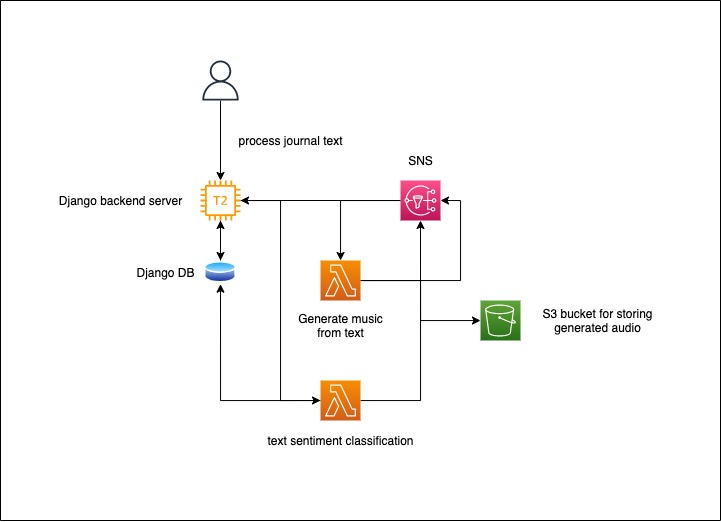 process journal text
SNS
Django backend server
T2
Django DB
Generate music
from text
S3 bucket for storing
generated audio
text sentiment classification